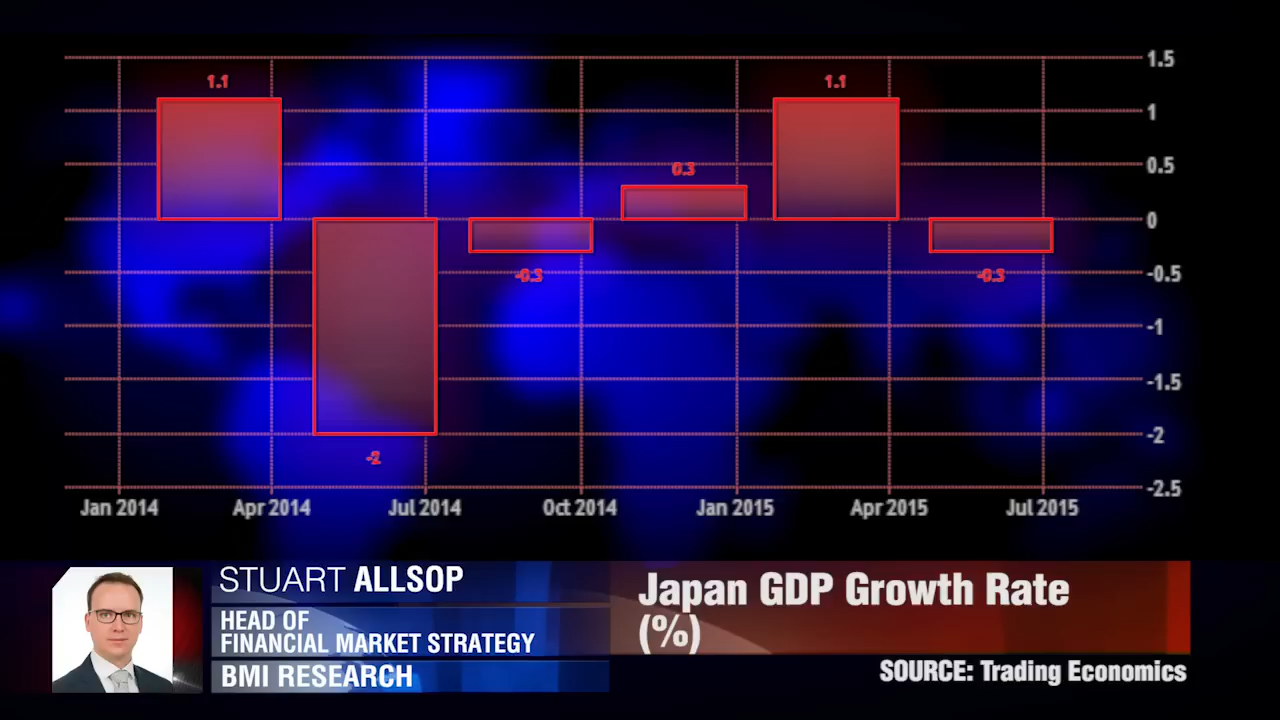 1.1
1.1
0.3
-0.3
-0.3
-2
1.5
1
0.5
0
-0.5
-1
-1.5
-2
-2.5
Jan 2014 Apr 2014 Jul 2014 Oct 2014 Jan 2015 Apr 2015 Jul 2015
STUART ALLSOP
HEAD OF
FINANCIAL MARKET STRATEGY
BMI RESEARCH
Japan GDP Growth Rate
(%)
SOURCE: Trading Economics